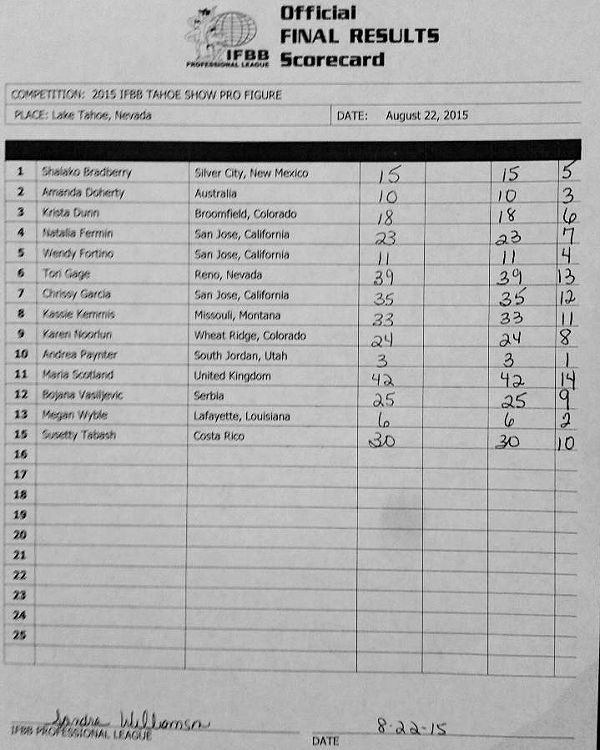 Official
FINAL RESULTS
Scorecard
IFBB
PROFESSIONAL LEAGUE
COMPETITION: 2015 IFBB TAHOE SHOW PRO FIGURE
PLACE: Lake Tahoe, Nevada DATE: August 22, 2015
1 Shalako Bradberry Silver City, New Mexico 15 15 5
2 Amanda Doherty Australia 10 10 3
3 Krista Dunn Broomfield, Colorado 18 18 6
4 Natalia Fermin San Jose, California 23 23 7
5 Wendy Fortino San Jose, California 11 11 4
6 Tori Gage Reno, Nevada 39 39 13
7 Chrissy Garcia San Jose, California 35 35 12
8 Kassie Kemmis Missouli, Montana 33 33 11
9 Karen Noorlun Wheat Ridge, Colorado 24 24 8
10 Andrea Paynter South Jordan, Utah 3 3 1
11 Maria Scotland United Kingdom 42 42 14
12 Bojana Vasiljevic Serbia 25 25 9
13 Megan Wyble Lafayette, Louisiana 6 6 2
15 Susetty Tabash Costa Rico 30 30 10
16
17
18
19
20
21
22
23
24
25
Sandra Williamson 8-22-15
IFBB PROFESSIONAL LEAGUE DATE